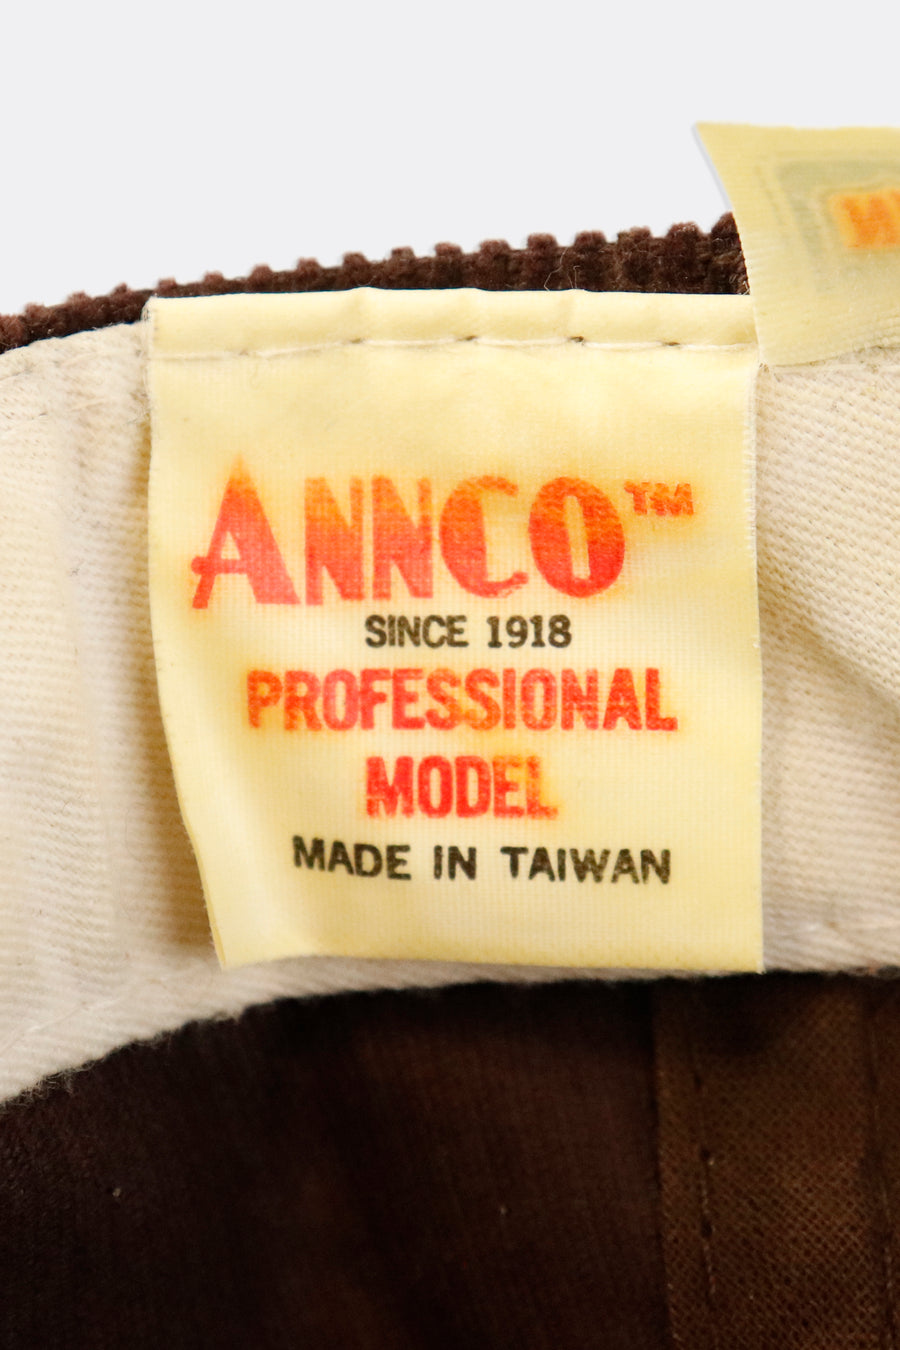 ANNCO™
SINCE 1918
PROFESSIONAL
MODEL
MADE IN TAIWAN